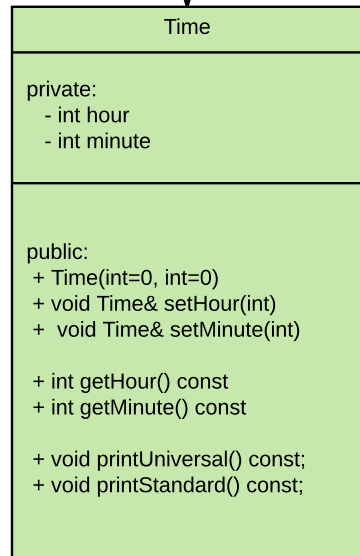 Time
private:
- int hour
- int minute
public:
+ Time(int=0, int=0)
+ void Time& setHour(int)
+ void Time& setMinute(int)
+ int getHour() const
+ int getMinute() const
+ void printUniversal() const;
+ void printStandard() const;